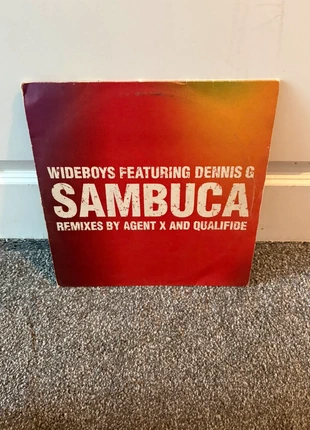 WIDEBOYS FEATURING DENNIS G
SAMBUCA
REMIXES BY AGENT X AND QUALIFIDE